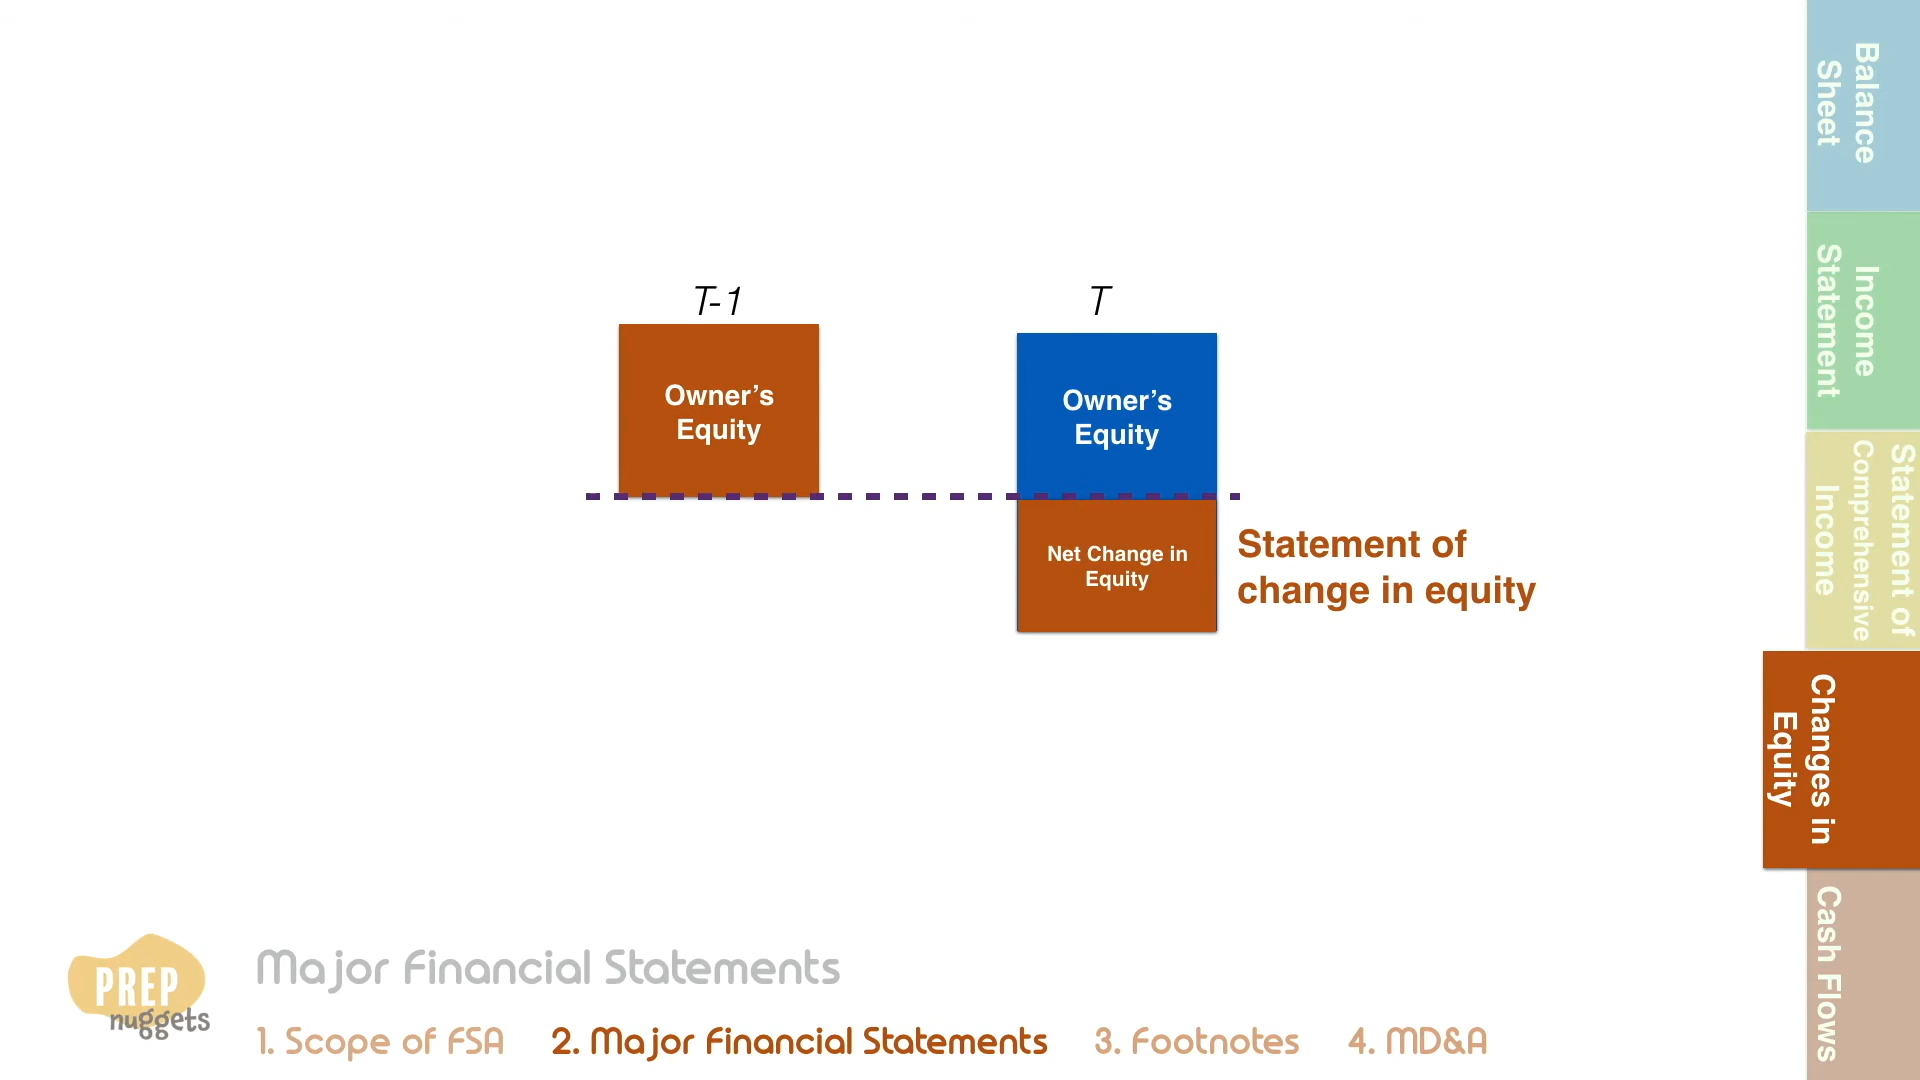 T-1
T
Owner’s
Equity
Owner’s
Equity
Net Change in
Equity
Statement of
change in equity
Balance
Sheet
Income
Statement
Statement of
Comprehensive
Income
Changes in
Equity
Cash Flows
PREP
nuggets
Major Financial Statements
1. Scope of FSA
2. Major Financial Statements
3. Footnotes
4. MD&A